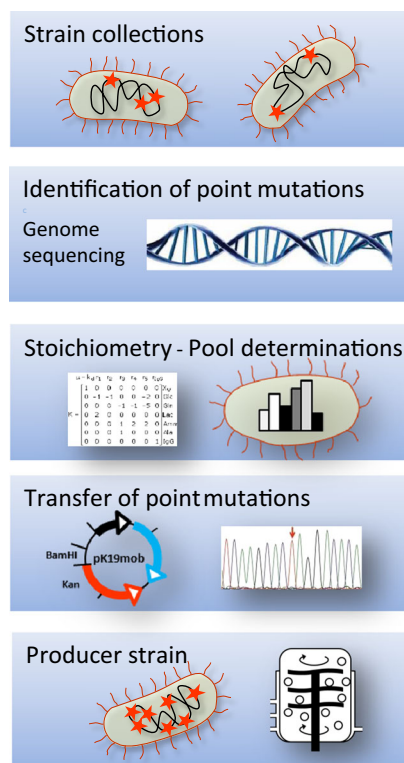 Strain collections
Identification of point mutations
Genome
sequencing
Stoichiometry - Pool determinations
K =
Transfer of point mutations
BamHI
pK19mob
Kan
Producer strain